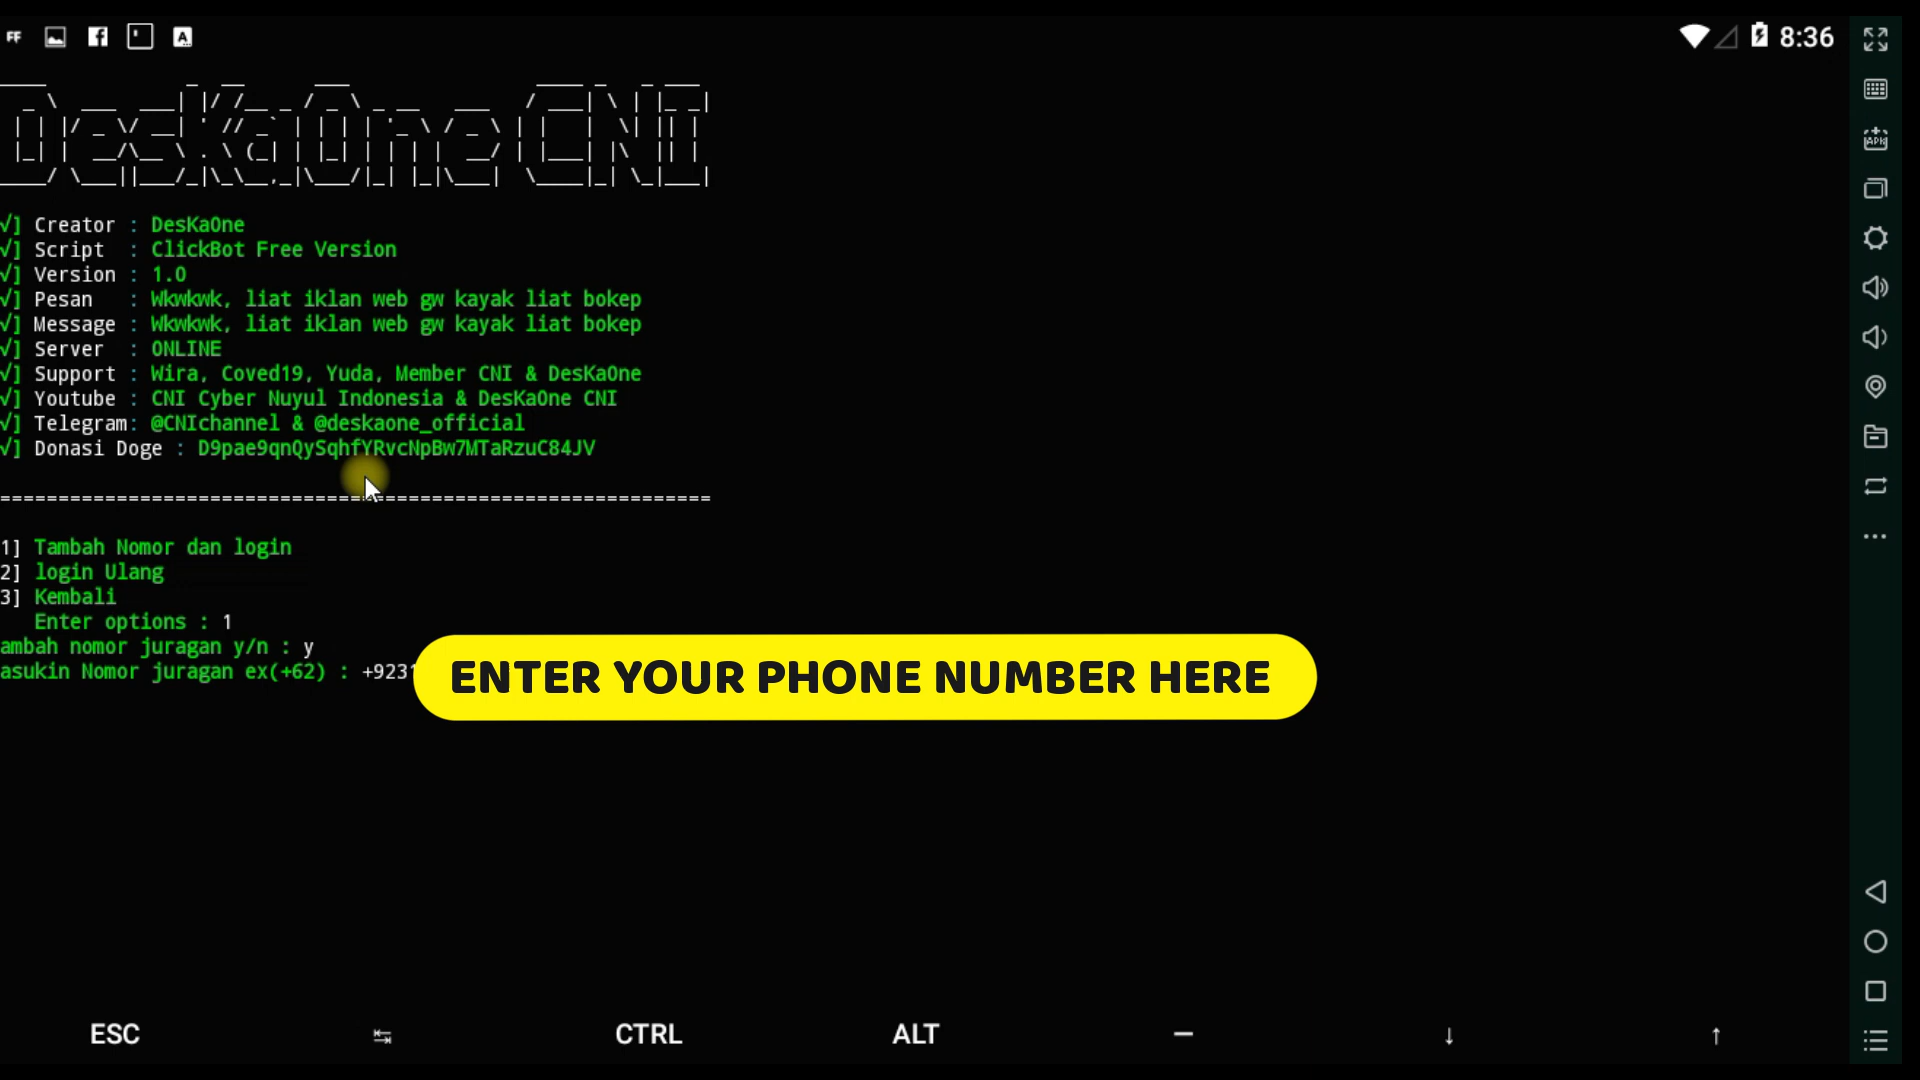 FF
8:36
DesKaOne CNI
√] Creator : DesKaOne
√] Script : ClickBot Free Version
√] Version : 1.0
√] Pesan : Wkwkwk, liat iklan web gw kayak liat bokep
√] Message : Wkwkwk, liat iklan web gw kayak liat bokep
√] Server : ONLINE
√] Support : Wira, Coved19, Yuda, Member CNI & DesKaOne
√] Youtube : CNI Cyber Nuyul Indonesia & DesKaOne CNI
√] Telegram: @CNIchannel & @deskaone_official
√] Donasi Doge : D9pae9qnQySqhfYRvcNpBw7MTaRzuC84JV
=============================================================
1] Tambah Nomor dan login
2] login Ulang
3] Kembali
Enter options : 1
ambah nomor juragan y/n : y
asukin Nomor juragan ex(+62) : +923
ENTER YOUR PHONE NUMBER HERE
APK
ESC ↹ CTRL ALT — ↓ ↑